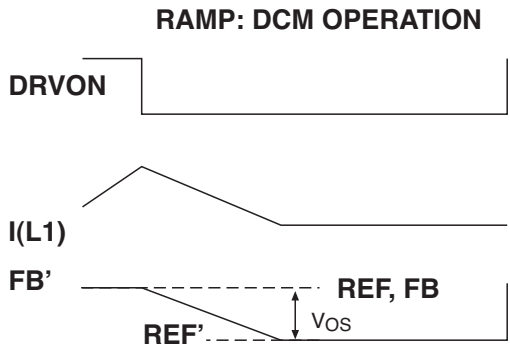 RAMP: DCM OPERATION
DRVON
I(L1)
FB’
REF, FB
VOS
REF’